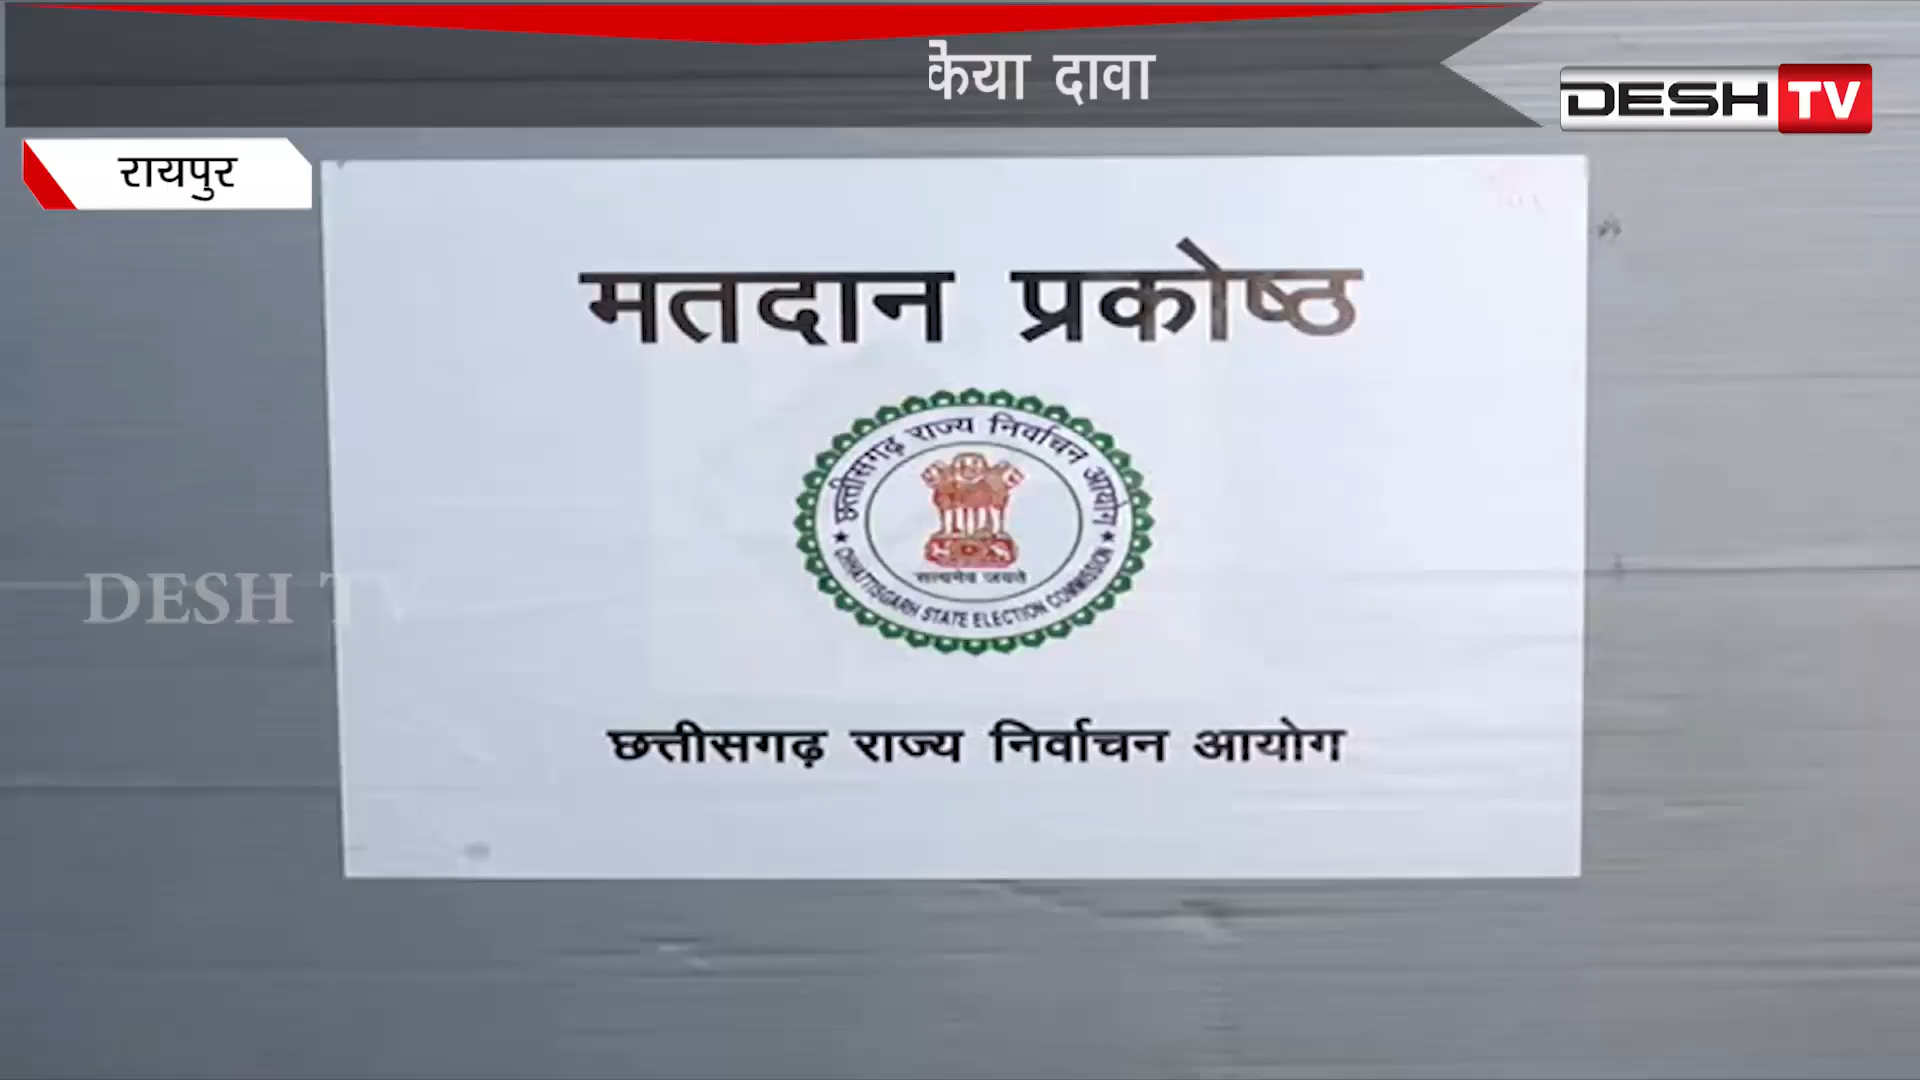 केया दावा
DESH TV
रायपुर
मतदान प्रकोष्ठ
छत्तीसगढ़ राज्य निर्वाचन आयोग
सत्यमेव जयते
CHHATTISGARH STATE ELECTION COMMISSION
DESH TV
छत्तीसगढ़ राज्य निर्वाचन आयोग